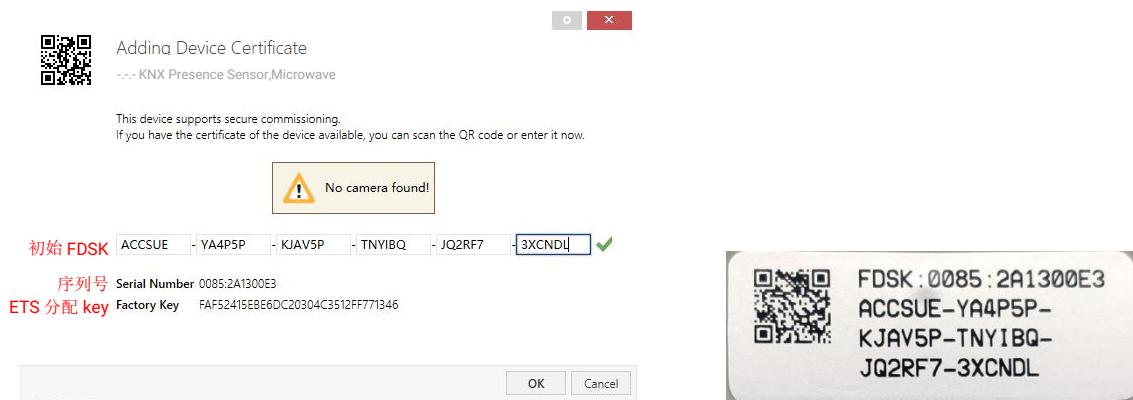 Adding Device Certificate
-.-.- KNX Presence Sensor,Microwave
This device supports secure commissioning.
If you have the certificate of the device available, you can scan the QR code or enter it now.
No camera found!
初始 FDSK ACCSUE - YA4P5P - KJAV5P - TNYIBQ - JQ2RF7 - 3XCNDL
序列号 Serial Number 0085:2A1300E3
ETS 分配 key Factory Key FAF52415EBE6DC20304C3512FF771346
OK Cancel
FDSK:0085:2A1300E3
ACCSUE-YA4P5P-
KJAV5P-TNYIBQ-
JQ2RF7-3XCNDL